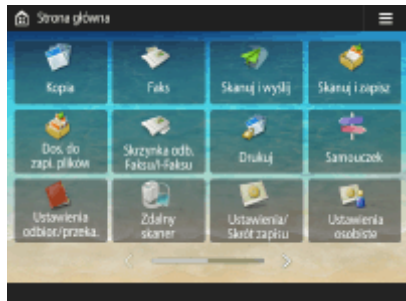 Strona główna
Kopia
Faks
Skanuj i wyślij
Skanuj i zapisz
Dos. do
zapi. plików
Skrzynka odb.
Faksu/I-Faksu
Drukuj
Samouczek
Ustawienia
odbior./przeka.
Zdalny
skaner
Ustawienia/
Skrót zapisu
Ustawienia
osobiste